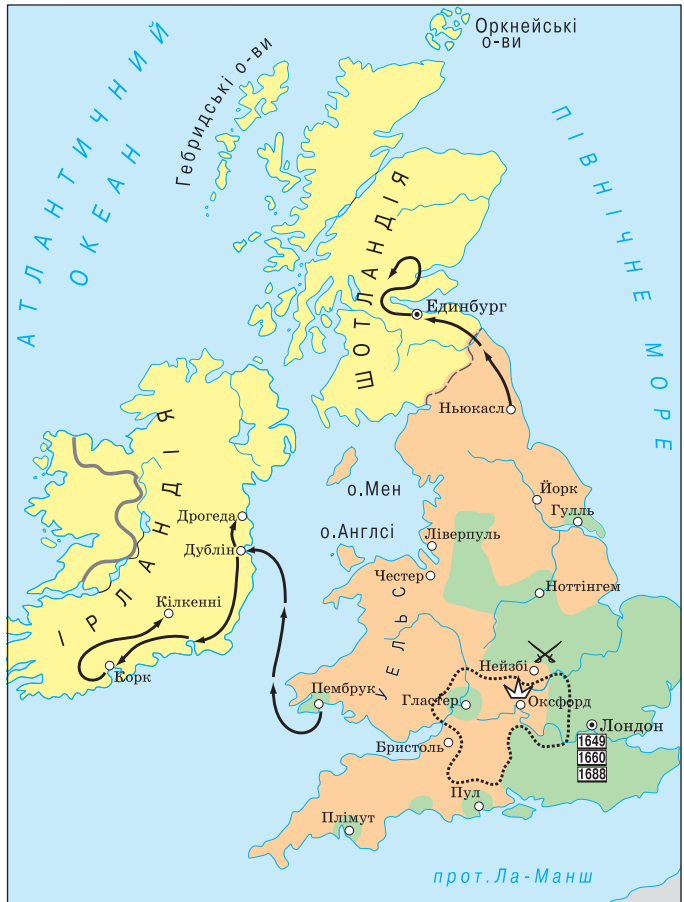 Оркнейські
о-ви
АТЛАНТИЧНИЙ
ОКЕАН
Гебридські о-ви
ПІВНІЧНЕ МОРЕ
ШОТЛАНДІЯ
Единбург
Ньюкасл
о.Мен
Йорк
Гулль
ІРЛАНДІЯ
Дрогеда
о.Англсі
Ліверпуль
Дублін
Честер
Ноттінгем
Кілкенні
УЕЛЬС
Нейзбі
Корк
Пембрук
Гластер
Оксфорд
Лондон
1649
1660
1688
Бристоль
Пул
Плімут
прот.Ла-Манш